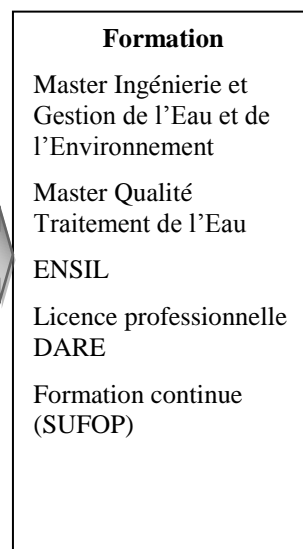 Formation
Master Ingénierie et
Gestion de l’Eau et de
l’Environnement
Master Qualité
Traitement de l’Eau
ENSIL
Licence professionnelle
DARE
Formation continue
(SUFOP)